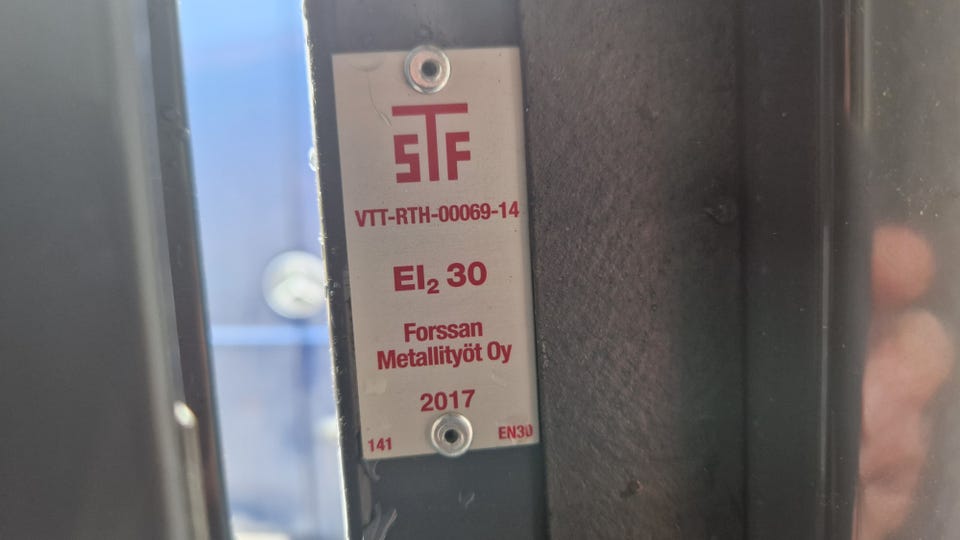 STF
VTT-RTH-00069-14
EI₂ 30
Forssan
Metallityöt Oy
2017
141 EN30